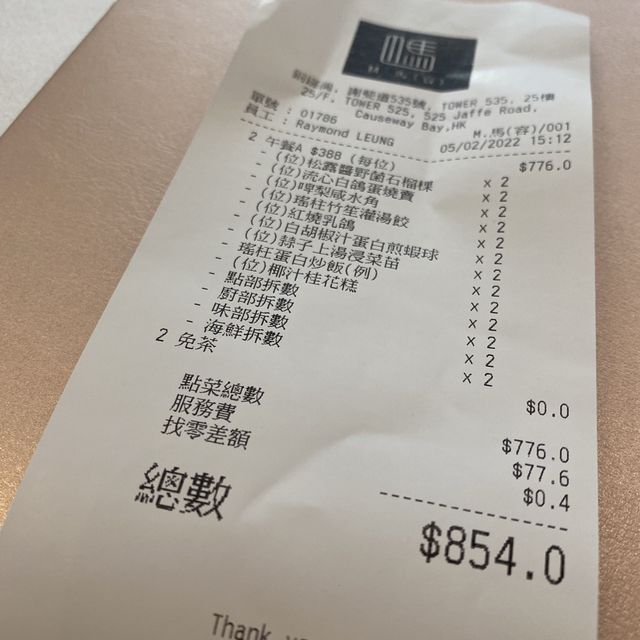 M.馬(容)
銅鑼灣, 謝斐道535號, TOWER 535, 25樓
25/F, TOWER 525, 525 Jaffe Road,
Causeway Bay,HK
單號 : 01786 M.馬(容)/001
員工 : Raymond LEUNG 05/02/2022 15:12
2 午餐A $388 (每位) $776.0
- (位)松露醬野菌石榴粿 x 2
- (位)流心白鴿蛋燒賣 x 2
- (位)啤梨咸水角 x 2
- (位)瑤柱竹笙灌湯餃 x 2
- (位)紅燒乳鴿 x 2
- (位)白胡椒汁蛋白煎蝦球 x 2
- (位)蒜子上湯浸菜苗 x 2
- 瑤柱蛋白炒飯(例) x 2
- (位)椰汁桂花糕 x 2
- 點部拆數 x 2
- 廚部拆數 x 2
- 味部拆數 x 2
- 海鮮拆數 x 2
2 免茶 $0.0
點菜總數 $776.0
服務費 $77.6
找零差額 $0.4
總數 $854.0
Thank